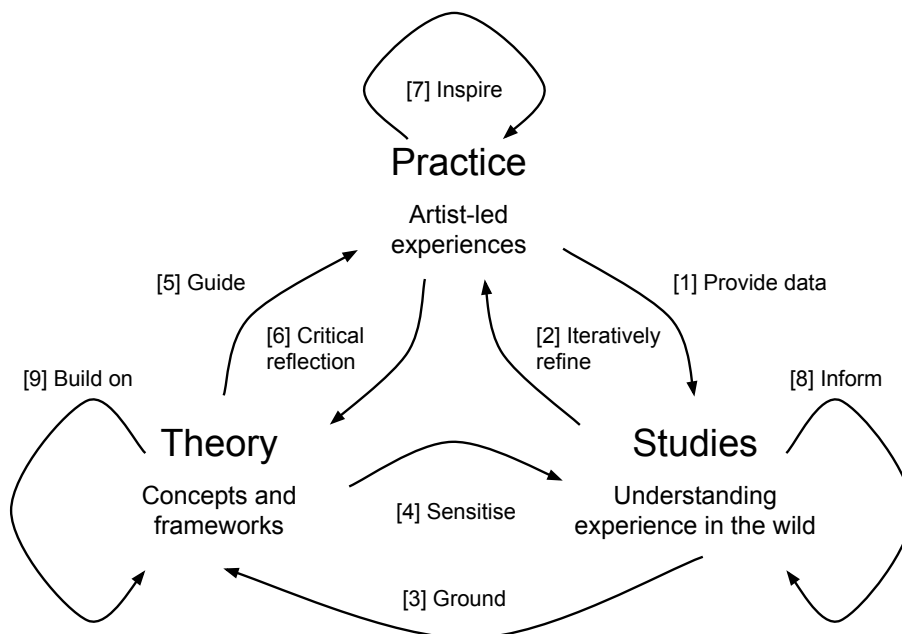 [7] Inspire
Practice
Artist-led
experiences
[5] Guide
[1] Provide data
[6] Critical
reflection
[2] Iteratively
refine
[9] Build on
[8] Inform
Theory
Studies
Concepts and
frameworks
[4] Sensitise
Understanding
experience in the wild
[3] Ground